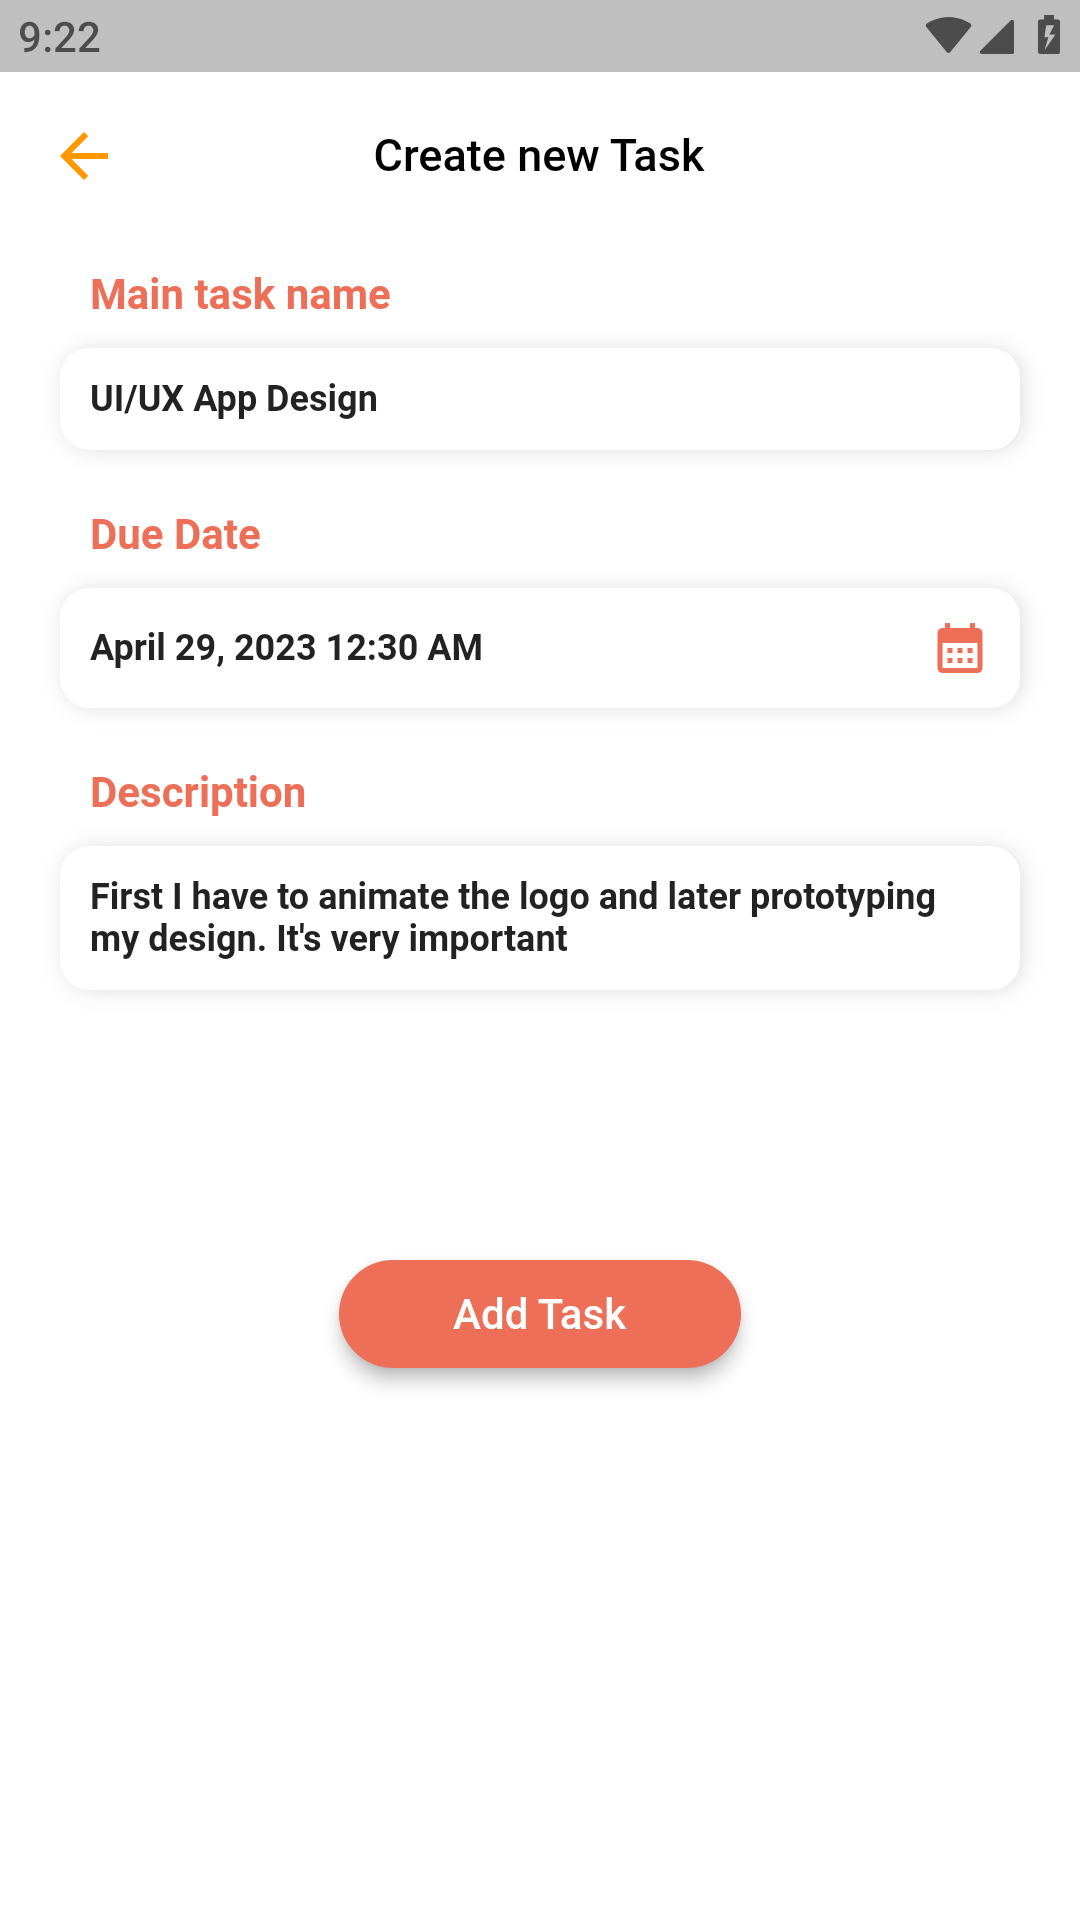 9:22
Create new Task
Main task name
UI/UX App Design
Due Date
April 29, 2023 12:30 AM
Description
First I have to animate the logo and later prototyping
my design. It's very important
Add Task